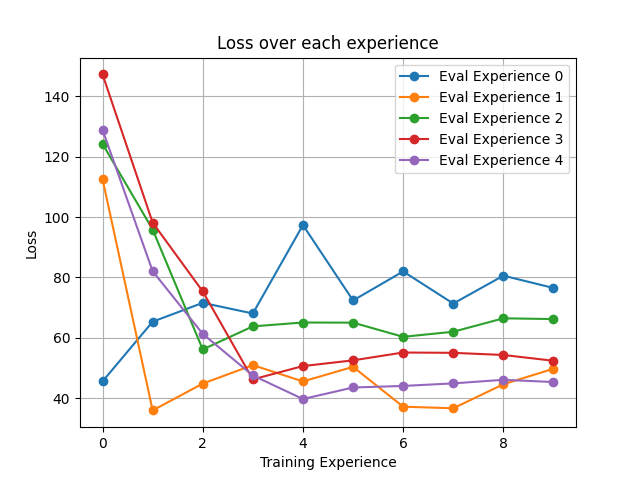 Loss over each experience
Eval Experience 0
Eval Experience 1
Eval Experience 2
Eval Experience 3
Eval Experience 4
Loss
140
120
100
80
60
40
0 2 4 6 8
Training Experience